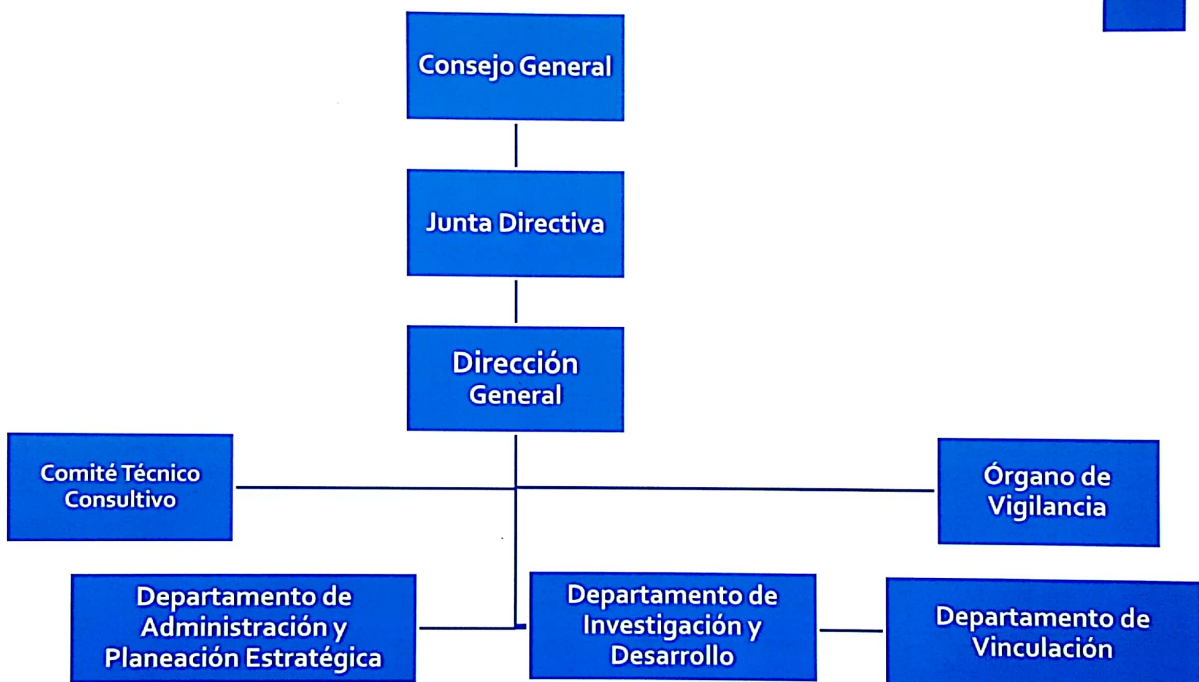 Consejo General
Junta Directiva
Dirección
General
Comité Técnico
Consultivo
Órgano de
Vigilancia
Departamento de
Administración y
Planeación Estratégica
Departamento de
Investigación y
Desarrollo
Departamento de
Vinculación